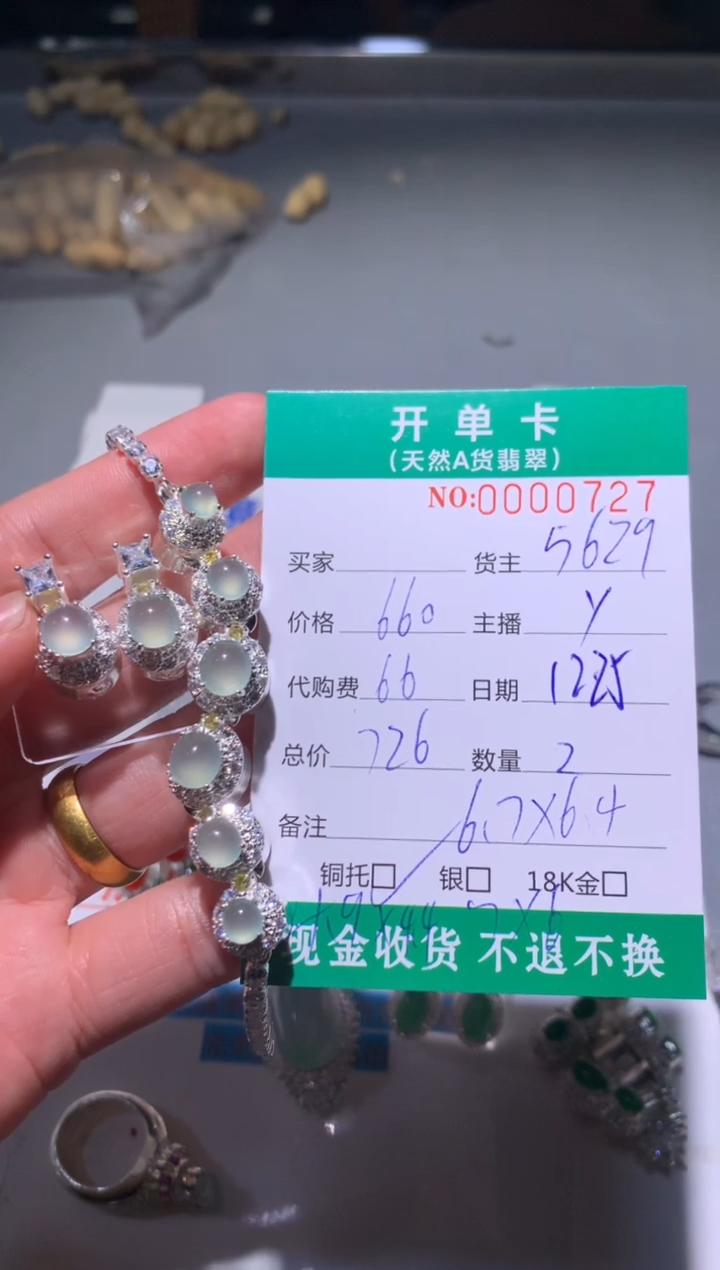 开单卡
(天然A货翡翠)
NO:0000727
买家 货主 5629
价格 660 主播 Y
代购费 66 日期 1225
总价 726 数量 2
备注 6.7X6.4
铜托□ 银□ 18K金□
7X6
现金收货 不退不换